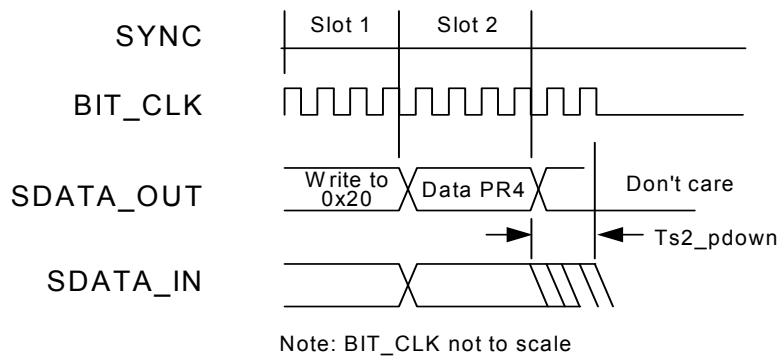 SYNC
Slot 1
Slot 2
BIT_CLK
SDATA_OUT
Write to
0x20
Data PR4
Don't care
Ts2_pdown
SDATA_IN
Note: BIT_CLK not to scale